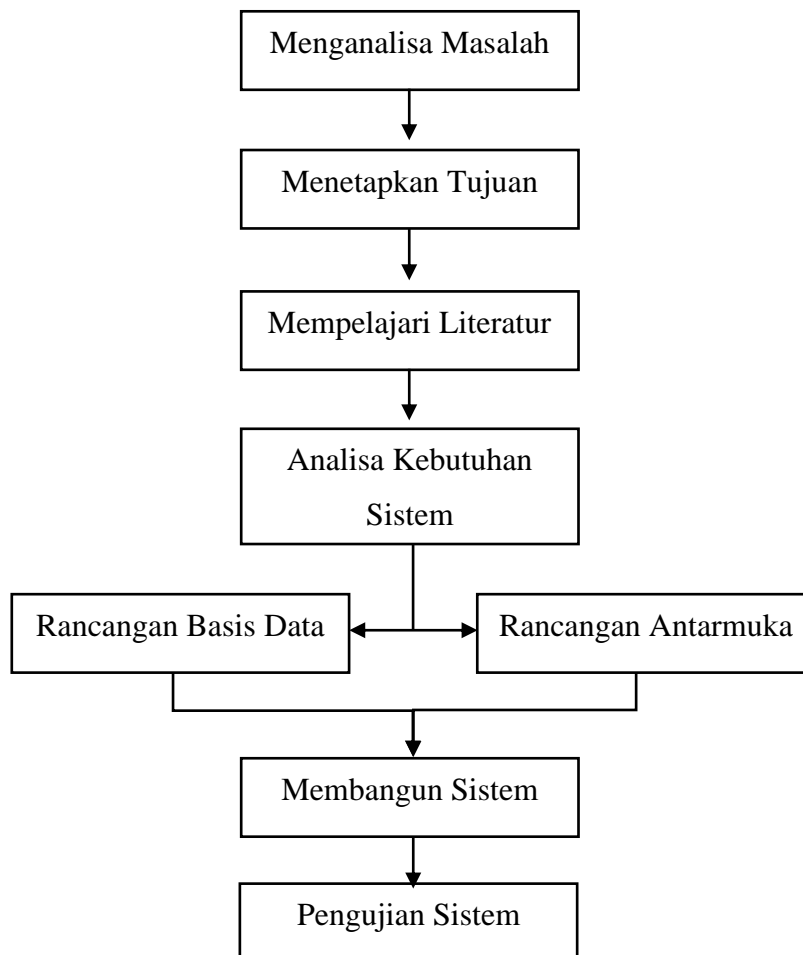 Menganalisa Masalah
Menetapkan Tujuan
Mempelajari Literatur
Analisa Kebutuhan
Sistem
Rancangan Basis Data
Rancangan Antarmuka
Membangun Sistem
Pengujian Sistem